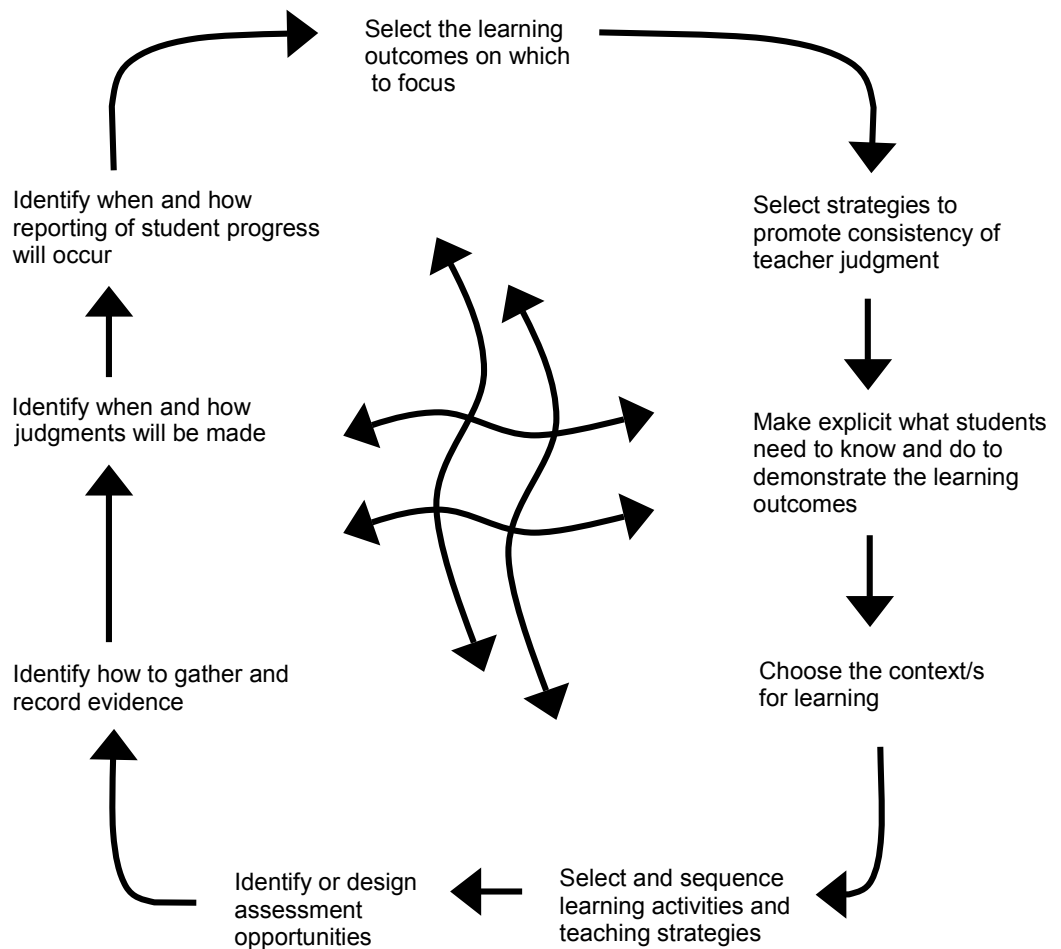 Select the learning
outcomes on which
to focus
Select strategies to
promote consistency of
teacher judgment
Make explicit what students
need to know and do to
demonstrate the learning
outcomes
Choose the context/s
for learning
Select and sequence
learning activities and
teaching strategies
Identify or design
assessment
opportunities
Identify how to gather and
record evidence
Identify when and how
judgments will be made
Identify when and how
reporting of student progress
will occur